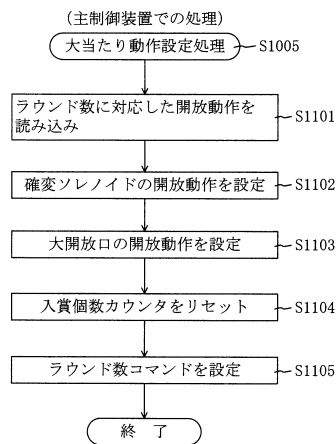 （主制御装置での処理）
大当たり動作設定処理 S1005
ラウンド数に対応した開放動作を
読み込み S1101
確変ソレノイドの開放動作を設定 S1102
大開放口の開放動作を設定 S1103
入賞個数カウンタをリセット S1104
ラウンド数コマンドを設定 S1105
終 了